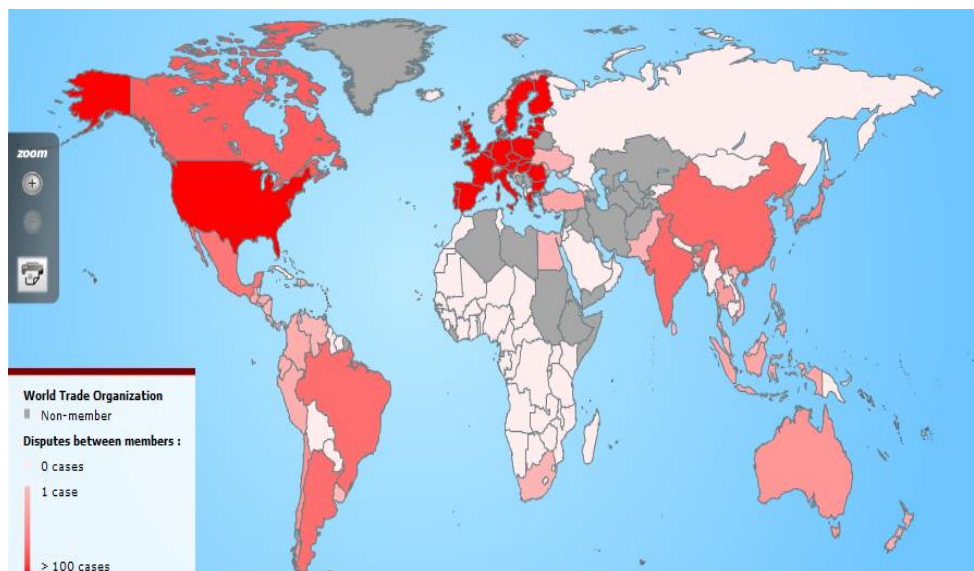 zoom
World Trade Organization
Non-member
Disputes between members :
0 cases
1 case
> 100 cases